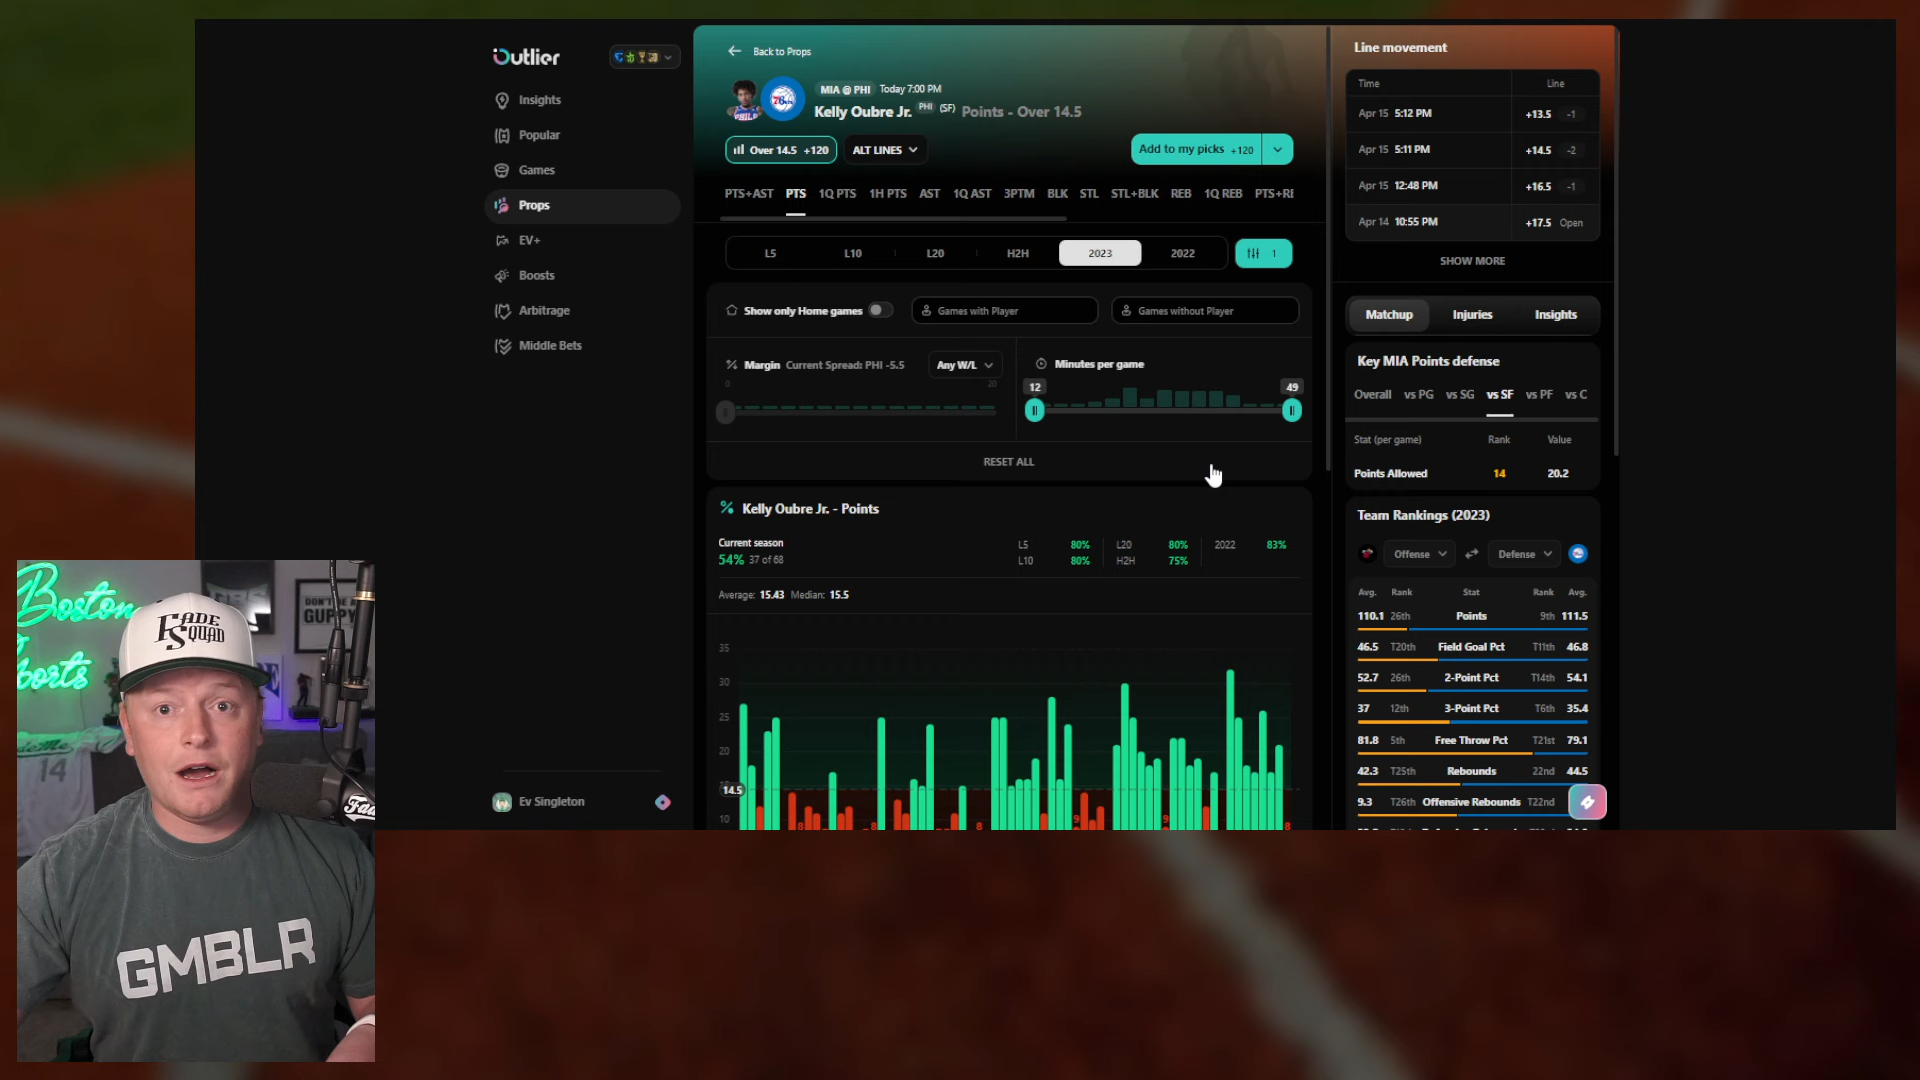 Outlier
Insights
Popular
Games
Props
EV+
Boosts
Arbitrage
Middle Bets
Ev Singleton
Back to Props
MIA @ PHI Today 7:00 PM
Kelly Oubre Jr. PHI (SF) Points - Over 14.5
Over 14.5 +120
ALT LINES
Add to my picks +120
PTS+AST PTS 1Q PTS 1H PTS AST 1Q AST 3PTM BLK STL STL+BLK REB 1Q REB PTS+RE
L5 L10 L20 H2H 2023 2022 1
Show only Home games
Games with Player
Games without Player
Margin Current Spread: PHI -5.5
Any W/L
0 20
Minutes per game
12 49
RESET ALL
Kelly Oubre Jr. - Points
Current season
54% 37 of 68
L5 80% L20 80% 2022 83%
L10 80% H2H 75%
Average: 15.43 Median: 15.5
35
30
25
20
14.5
10
8 8 8 9 9 8
Line movement
Time Line
Apr 15 5:12 PM +13.5 -1
Apr 15 5:11 PM +14.5 -2
Apr 15 12:48 PM +16.5 -1
Apr 14 10:55 PM +17.5 Open
SHOW MORE
Matchup Injuries Insights
Key MIA Points defense
Overall vs PG vs SG vs SF vs PF vs C
Stat (per game) Rank Value
Points Allowed 14 20.2
Team Rankings (2023)
Offense Defense
Avg. Rank Stat Rank Avg.
110.1 26th Points 9th 111.5
46.5 T20th Field Goal Pct T11th 46.8
52.7 26th 2-Point Pct T14th 54.1
37 12th 3-Point Pct T6th 35.4
81.8 5th Free Throw Pct T21st 79.1
42.3 T25th Rebounds 22nd 44.5
9.3 T26th Offensive Rebounds T22nd
Boston
DON'T BE A
GUPPY
FADE
SQUAD
14
GMBLR